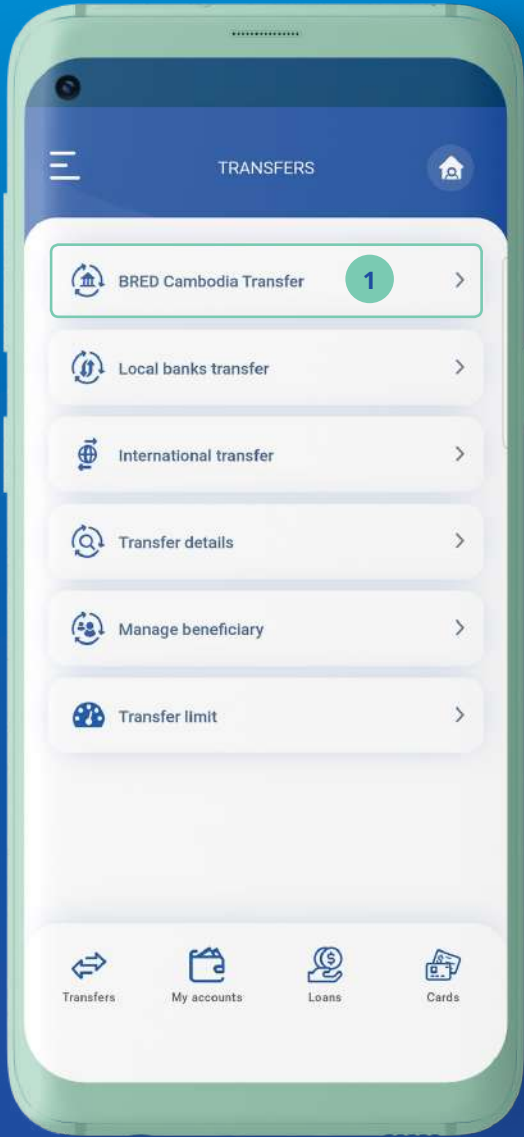 TRANSFERS
BRED Cambodia Transfer 1
Local banks transfer
International transfer
Transfer details
Manage beneficiary
Transfer limit
Transfers My accounts Loans Cards